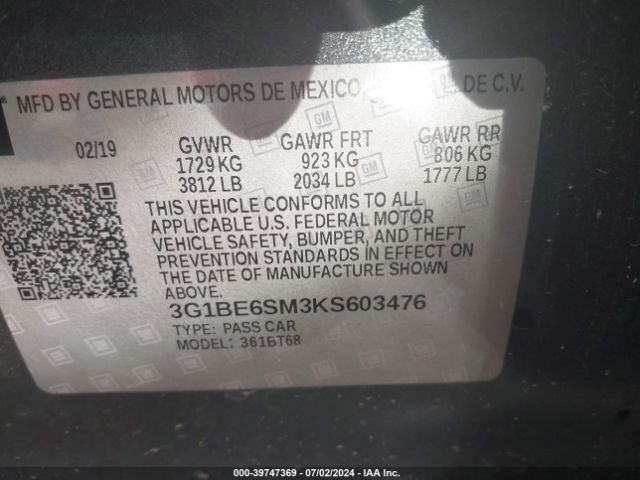 MFD BY GENERAL MOTORS DE MEXICO, DE C.V.
02/19
GVWR GAWR FRT GAWR RR
1729 KG 923 KG 806 KG
3812 LB 2034 LB 1777 LB
THIS VEHICLE CONFORMS TO ALL
APPLICABLE U.S. FEDERAL MOTOR
VEHICLE SAFETY, BUMPER, AND THEFT
PREVENTION STANDARDS IN EFFECT ON
THE DATE OF MANUFACTURE SHOWN
ABOVE.
3G1BE6SM3KS603476
TYPE: PASS CAR
MODEL: 361BT68
000-39747369 - 07/02/2024 - IAA Inc.